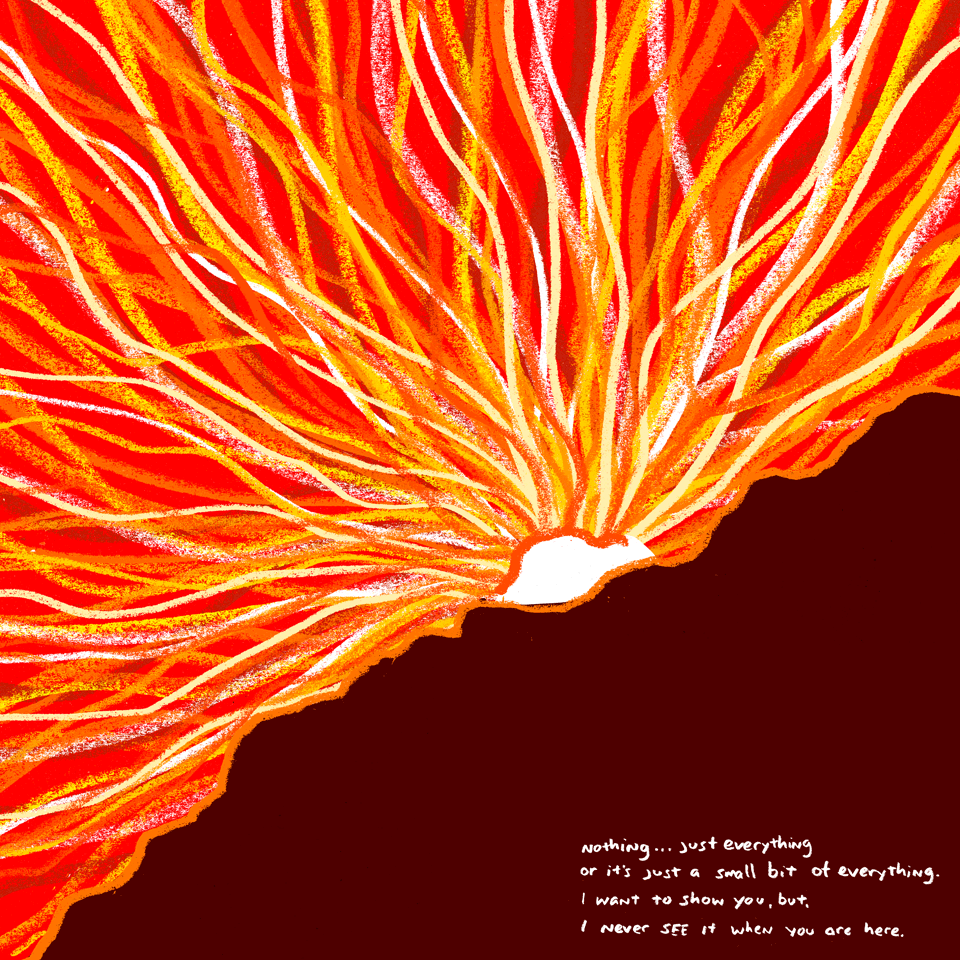 nothing... just everything
or it's just a small bit of everything.
I want to show you, but,
I never SEE it when you are here.